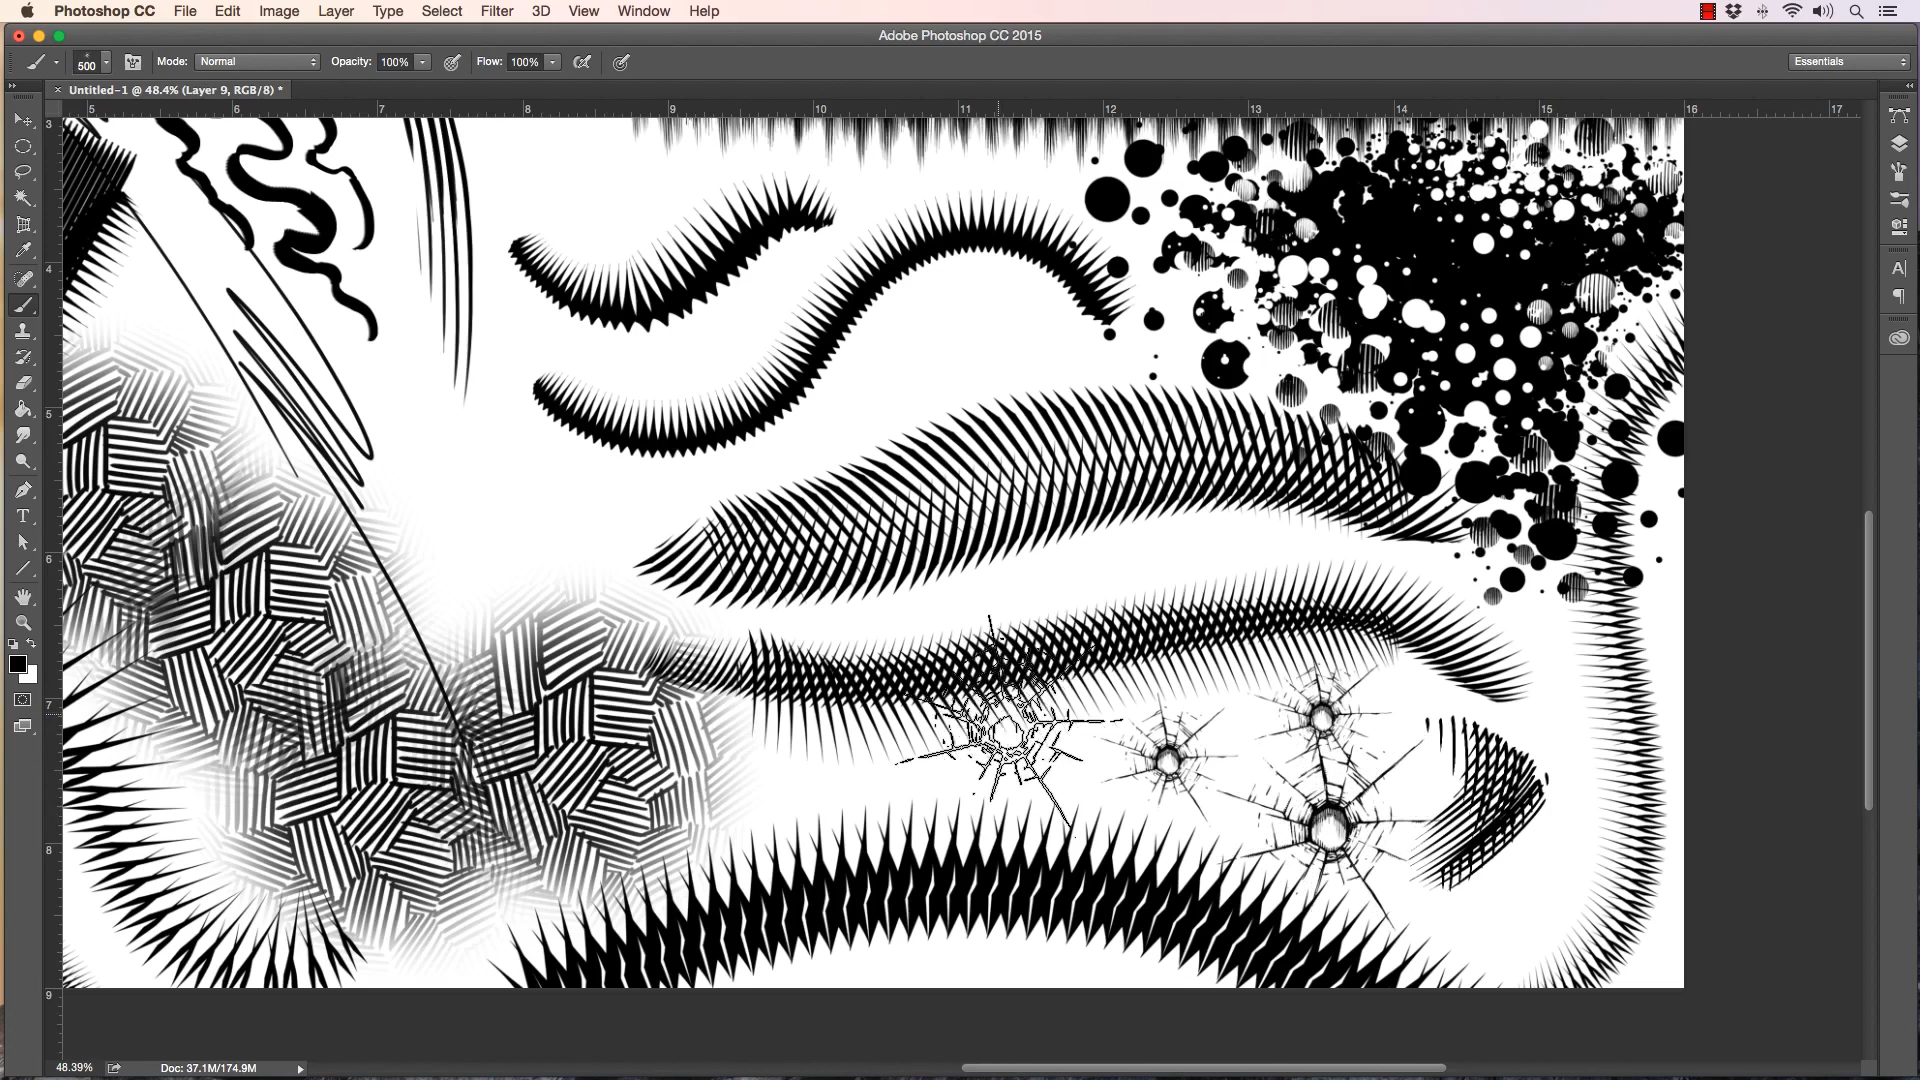 Photoshop CC File Edit Image Layer Type Select Filter 3D View Window Help
Adobe Photoshop CC 2015
500 Mode: Normal Opacity: 100% Flow: 100% Essentials
× Untitled-1 @ 48.4% (Layer 9, RGB/8) *
5 6 7 8 9 10 11 12 13 14 15 16 17
3
4
5
6
7
8
9
48.39% Doc: 37.1M/174.9M